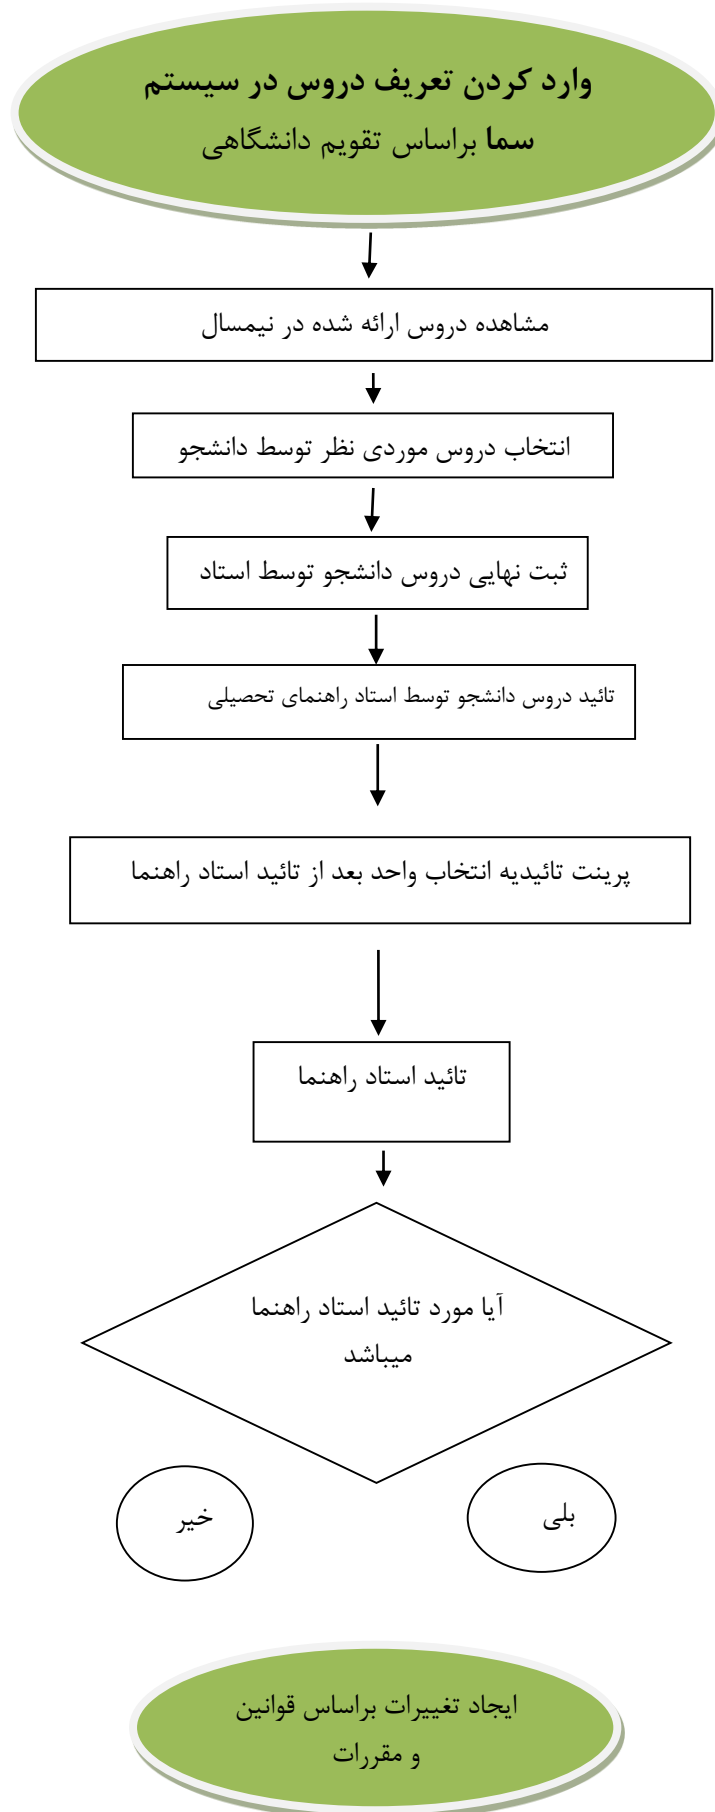 وارد کردن تعریف دروس در سیستم
سما براساس تقویم دانشگاهی
مشاهده دروس ارائه شده در نیمسال
انتخاب دروس موردی نظر توسط دانشجو
ثبت نهایی دروس دانشجو توسط استاد
تائید دروس دانشجو توسط استاد راهنمای تحصیلی
پرینت تائیدیه انتخاب واحد بعد از تائید استاد راهنما
تائید استاد راهنما
آیا مورد تائید استاد راهنما
میباشد
بلی
خیر
ایجاد تغییرات براساس قوانین
و مقررات